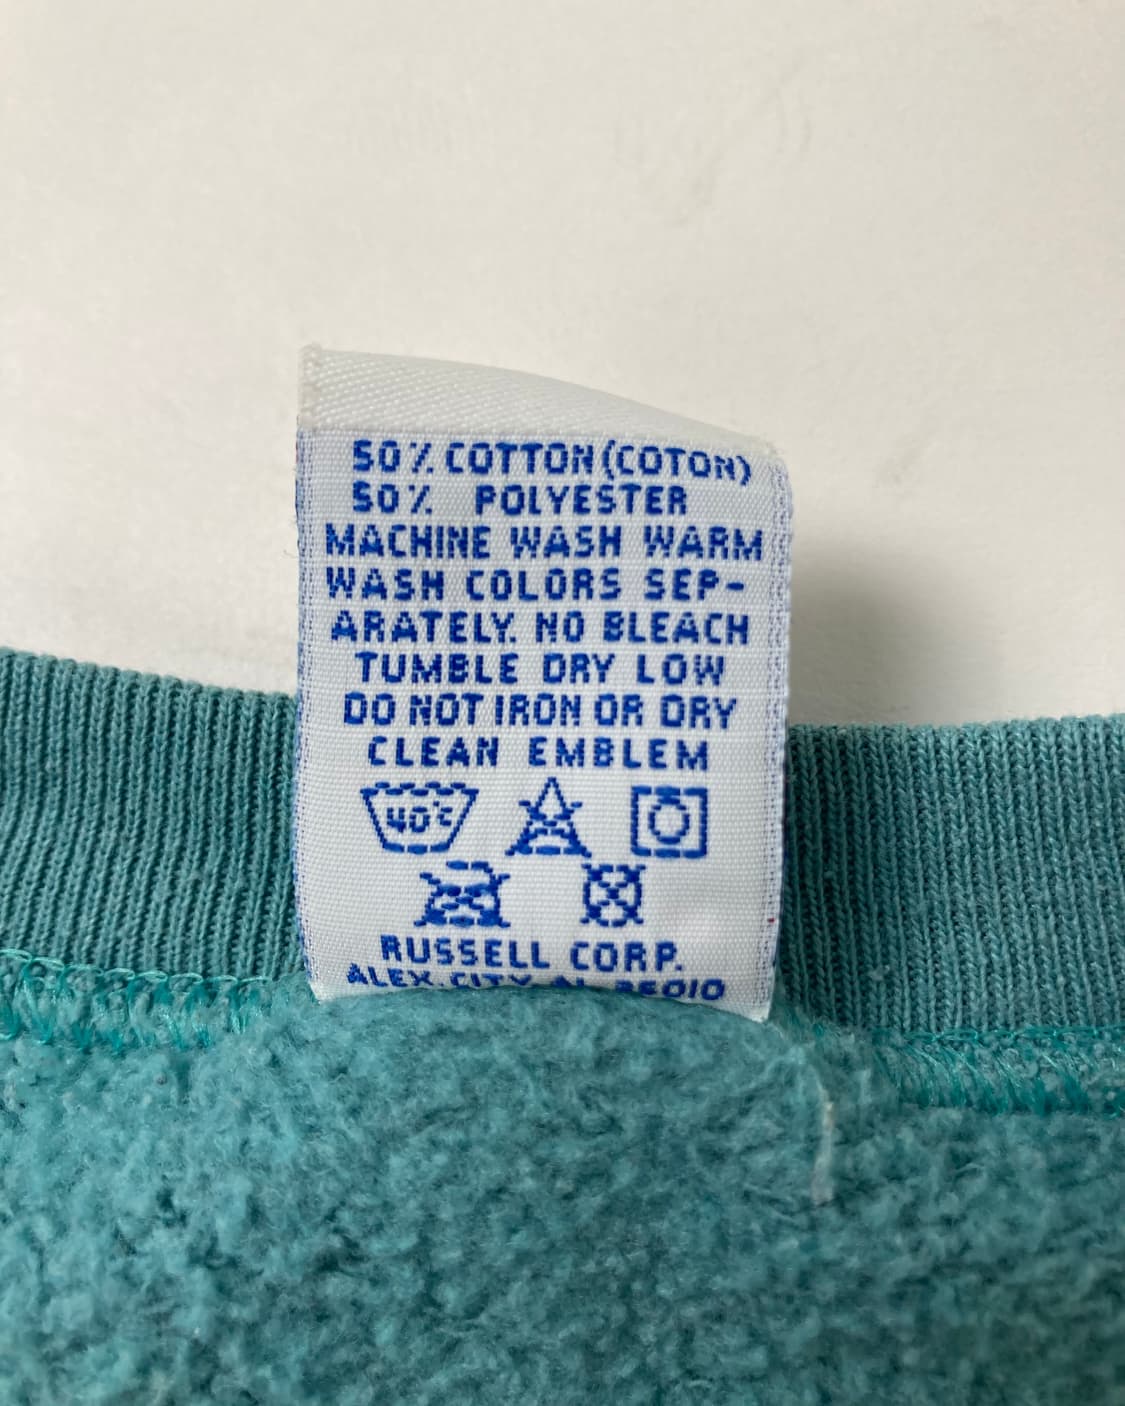 50% COTTON (COTON)
50% POLYESTER
MACHINE WASH WARM
WASH COLORS SEP-
ARATELY. NO BLEACH
TUMBLE DRY LOW
DO NOT IRON OR DRY
CLEAN EMBLEM
40°C
RUSSELL CORP.
ALEX. CITY AL 35010